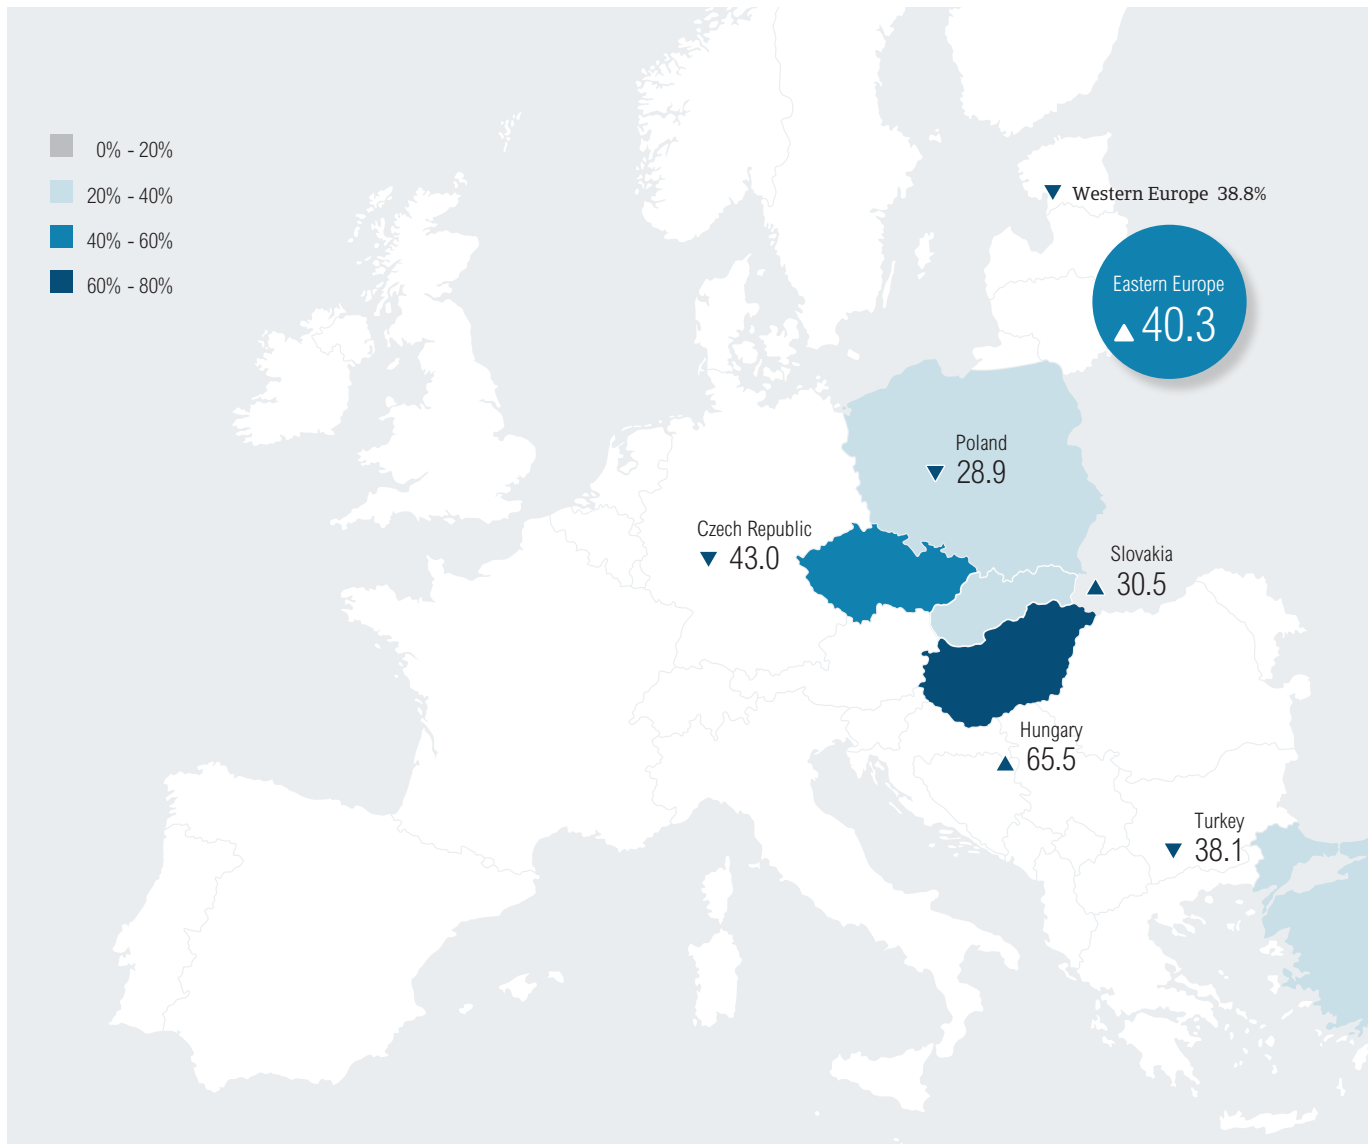 0% - 20%
20% - 40%
40% - 60%
60% - 80%
▼ Western Europe 38.8%
Eastern Europe
▲ 40.3
Poland
▼ 28.9
Czech Republic
▼ 43.0
Slovakia
▲ 30.5
Hungary
▲ 65.5
Turkey
▼ 38.1